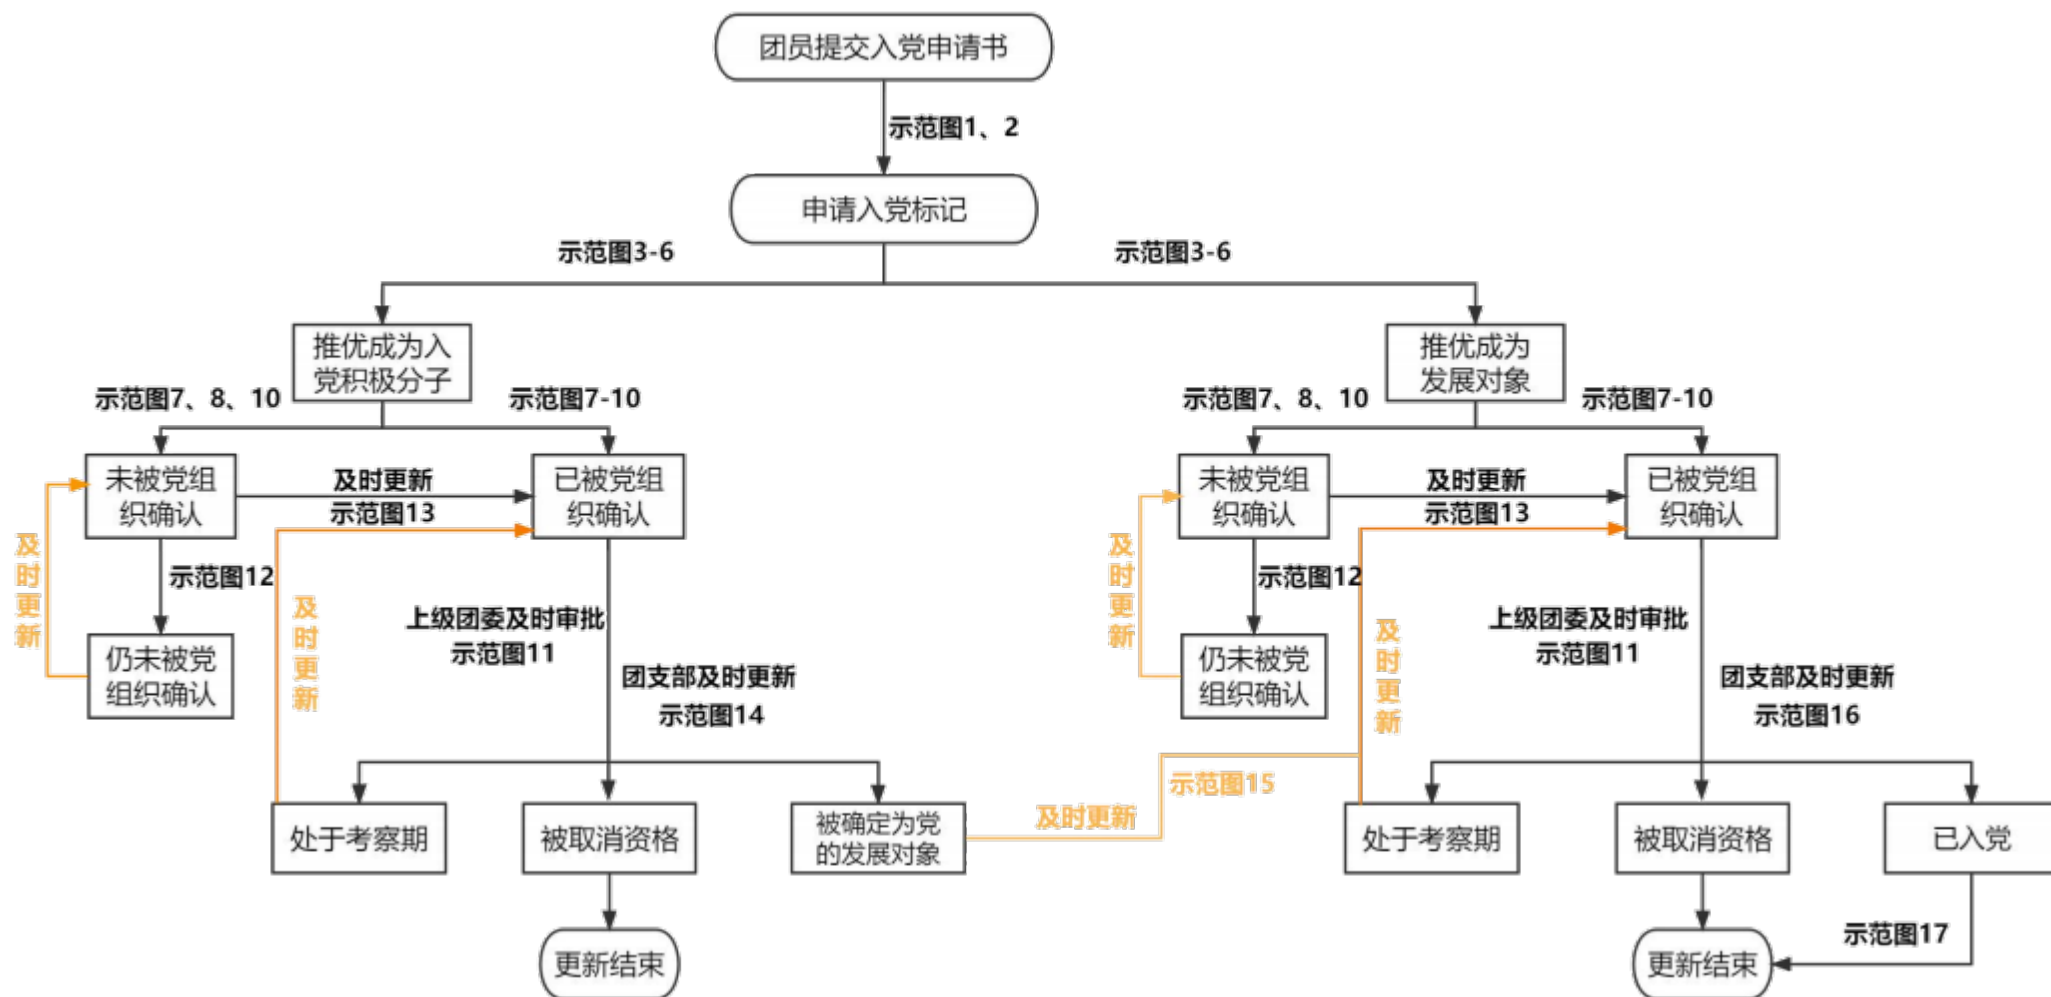 团员提交入党申请书
示范图1、2
申请入党标记
示范图3-6
示范图3-6
推优成为入
党积极分子
推优成为
发展对象
示范图7、8、10
示范图7-10
示范图7、8、10
示范图7-10
未被党组
织确认
及时更新
示范图13
已被党组
织确认
未被党组
织确认
及时更新
示范图13
已被党组
织确认
及时更新
示范图12
及时更新
上级团委及时审批
示范图11
仍未被党
组织确认
团支部及时更新
示范图14
及时更新
示范图12
及时更新
上级团委及时审批
示范图11
仍未被党
组织确认
团支部及时更新
示范图16
处于考察期
被取消资格
被确定为党
的发展对象
及时更新
示范图15
处于考察期
被取消资格
已入党
更新结束
更新结束
示范图17